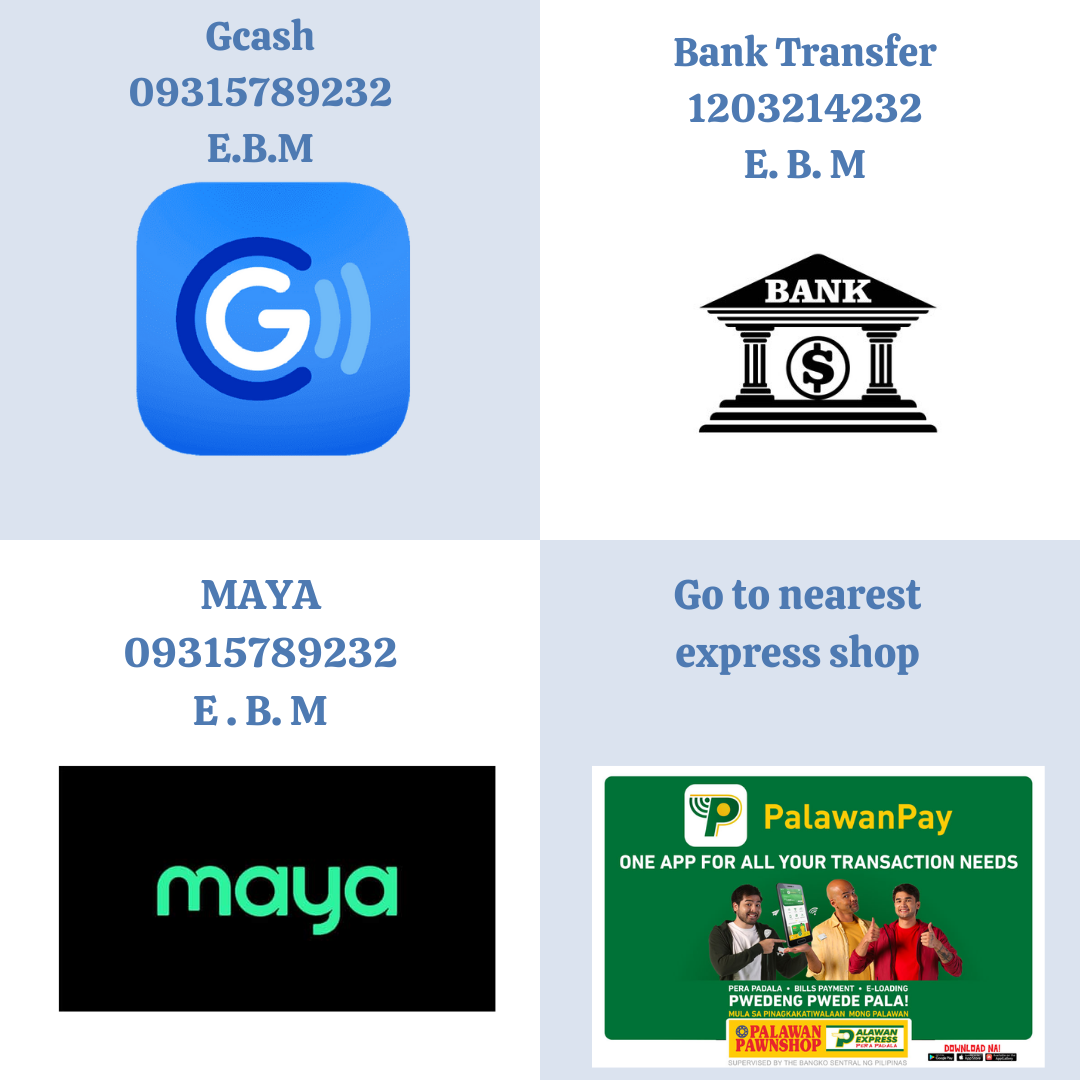 Gcash
09315789232
E.B.M
Bank Transfer
1203214232
E. B. M
BANK
$
MAYA
09315789232
E . B. M
maya
Go to nearest
express shop
PalawanPay
ONE APP FOR ALL YOUR TRANSACTION NEEDS
PERA PADALA • BILLS PAYMENT • E-LOADING
PWEDENG PWEDE PALA!
MULA SA PINAGKAKATIWALAAN MONG PALAWAN
PALAWAN
PAWNSHOP
PALAWAN
EXPRESS
PERA PADALA
DOWNLOAD NA!
SUPERVISED BY THE BANGKO SENTRAL NG PILIPINAS